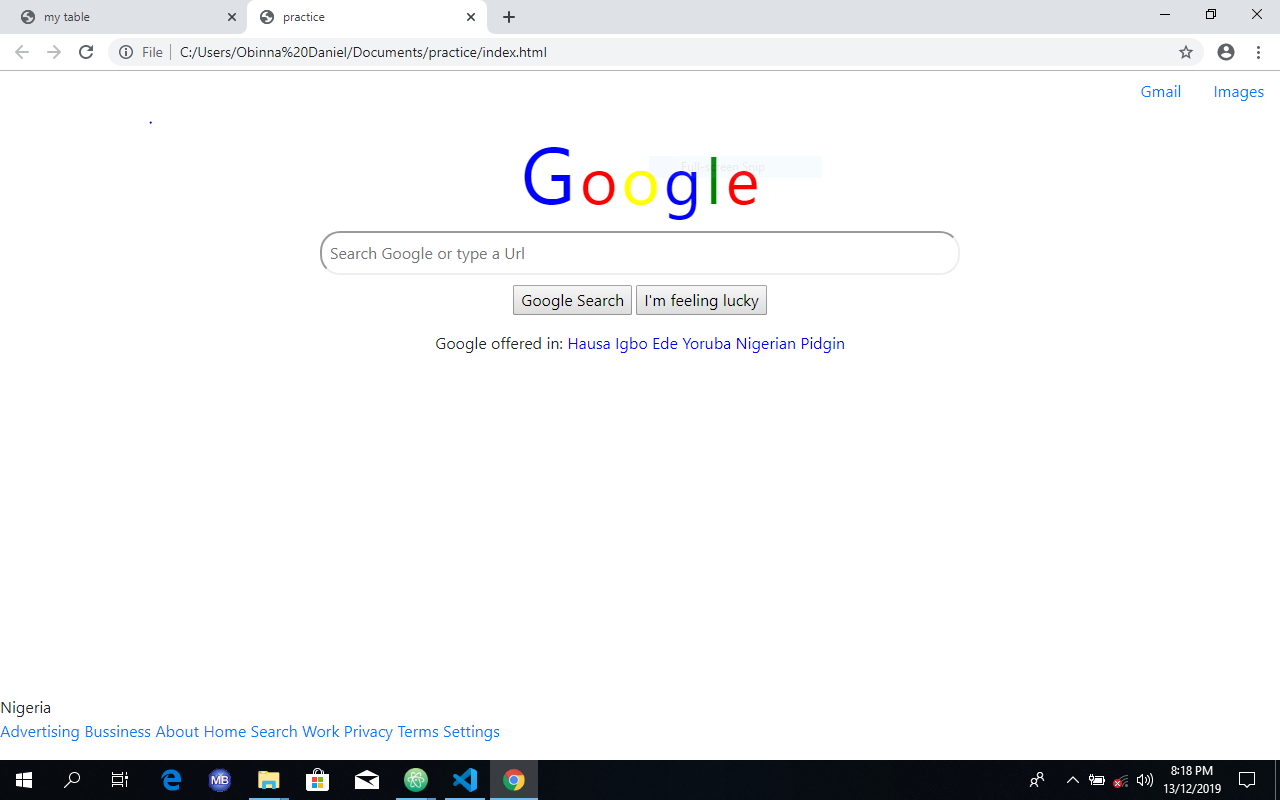 my table
practice
File
C:/Users/Obinna%20Daniel/Documents/practice/index.html
Gmail Images
.
Google
Full-screen Snip
Search Google or type a Url
Google Search
I'm feeling lucky
Google offered in: Hausa Igbo Ede Yoruba Nigerian Pidgin
Nigeria
Advertising Bussiness About Home Search Work Privacy Terms Settings
MB
8:18 PM
13/12/2019